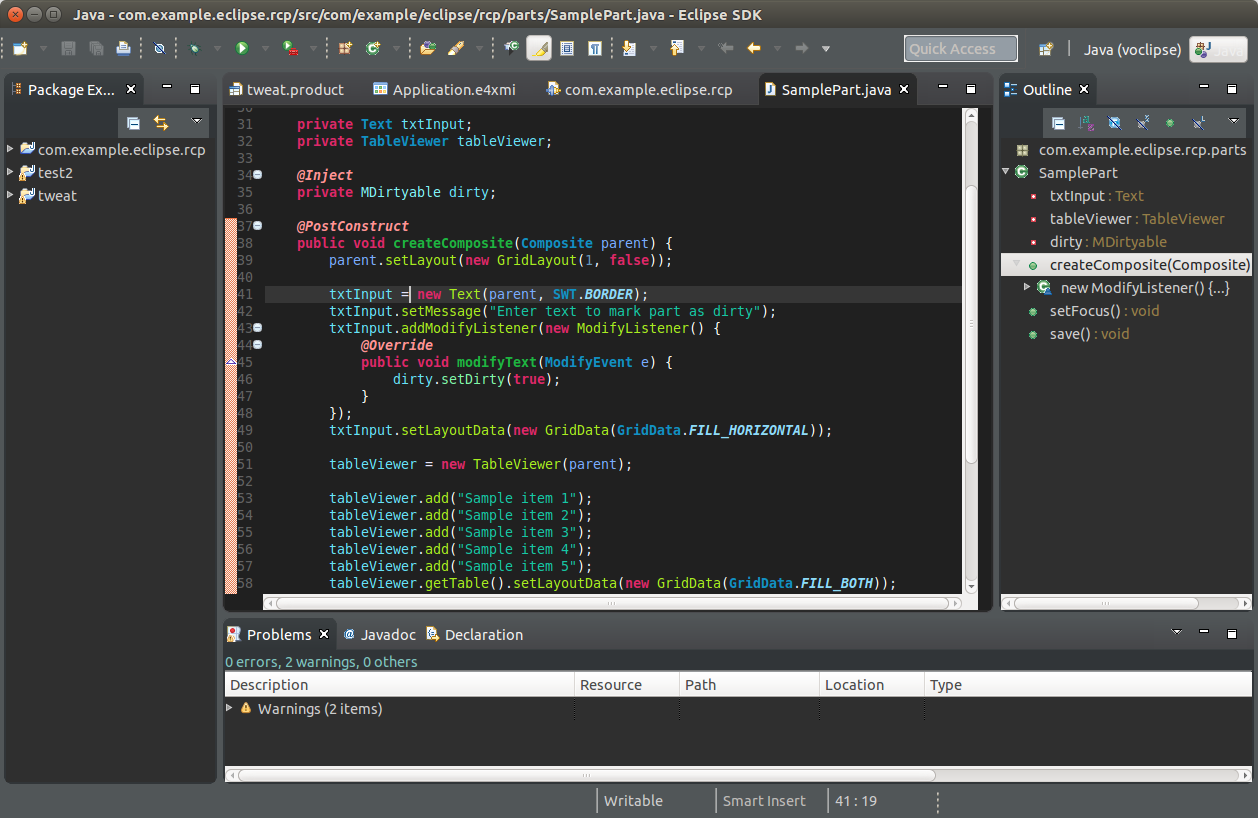 Java - com.example.eclipse.rcp/src/com/example/eclipse/rcp/parts/SamplePart.java - Eclipse SDK
Quick Access
Java (voclipse)
Package Ex...
com.example.eclipse.rcp
test2
tweat
tweat.product
Application.e4xmi
com.example.eclipse.rcp
SamplePart.java
31 private Text txtInput;
32 private TableViewer tableViewer;
33
34 @Inject
35 private MDirtyable dirty;
36
37 @PostConstruct
38 public void createComposite(Composite parent) {
39 parent.setLayout(new GridLayout(1, false));
40
41 txtInput = new Text(parent, SWT.BORDER);
42 txtInput.setMessage("Enter text to mark part as dirty");
43 txtInput.addModifyListener(new ModifyListener() {
44 @Override
45 public void modifyText(ModifyEvent e) {
46 dirty.setDirty(true);
47 }
48 });
49 txtInput.setLayoutData(new GridData(GridData.FILL_HORIZONTAL));
50
51 tableViewer = new TableViewer(parent);
52
53 tableViewer.add("Sample item 1");
54 tableViewer.add("Sample item 2");
55 tableViewer.add("Sample item 3");
56 tableViewer.add("Sample item 4");
57 tableViewer.add("Sample item 5");
58 tableViewer.getTable().setLayoutData(new GridData(GridData.FILL_BOTH));
Outline
com.example.eclipse.rcp.parts
SamplePart
txtInput : Text
tableViewer : TableViewer
dirty : MDirtyable
createComposite(Composite)
new ModifyListener() {...}
setFocus() : void
save() : void
Problems
Javadoc
Declaration
0 errors, 2 warnings, 0 others
Description Resource Path Location Type
Warnings (2 items)
Writable
Smart Insert
41 : 19